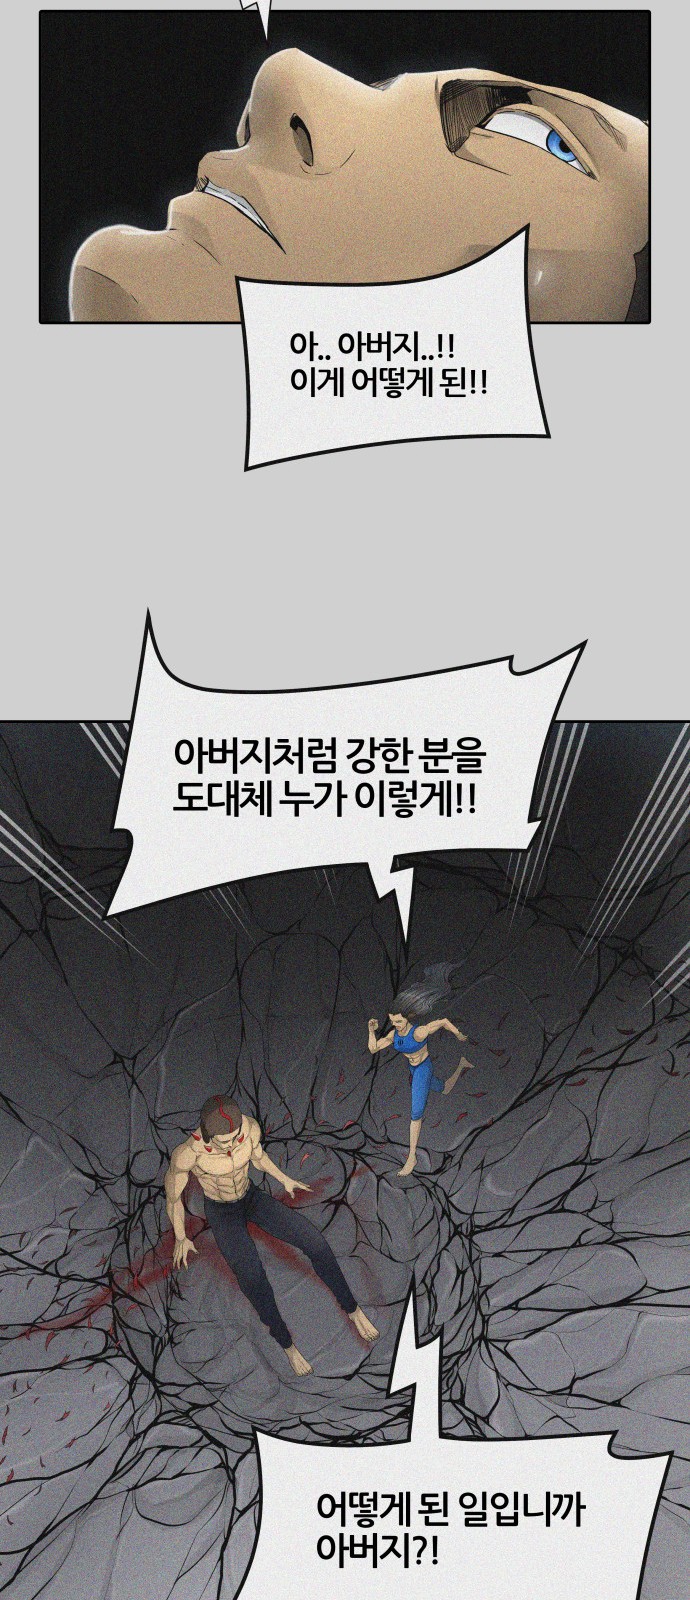 아.. 아버지..!!
이게 어떻게 된!!
아버지처럼 강한 분을
도대체 누가 이렇게!!
어떻게 된 일입니까
아버지?!